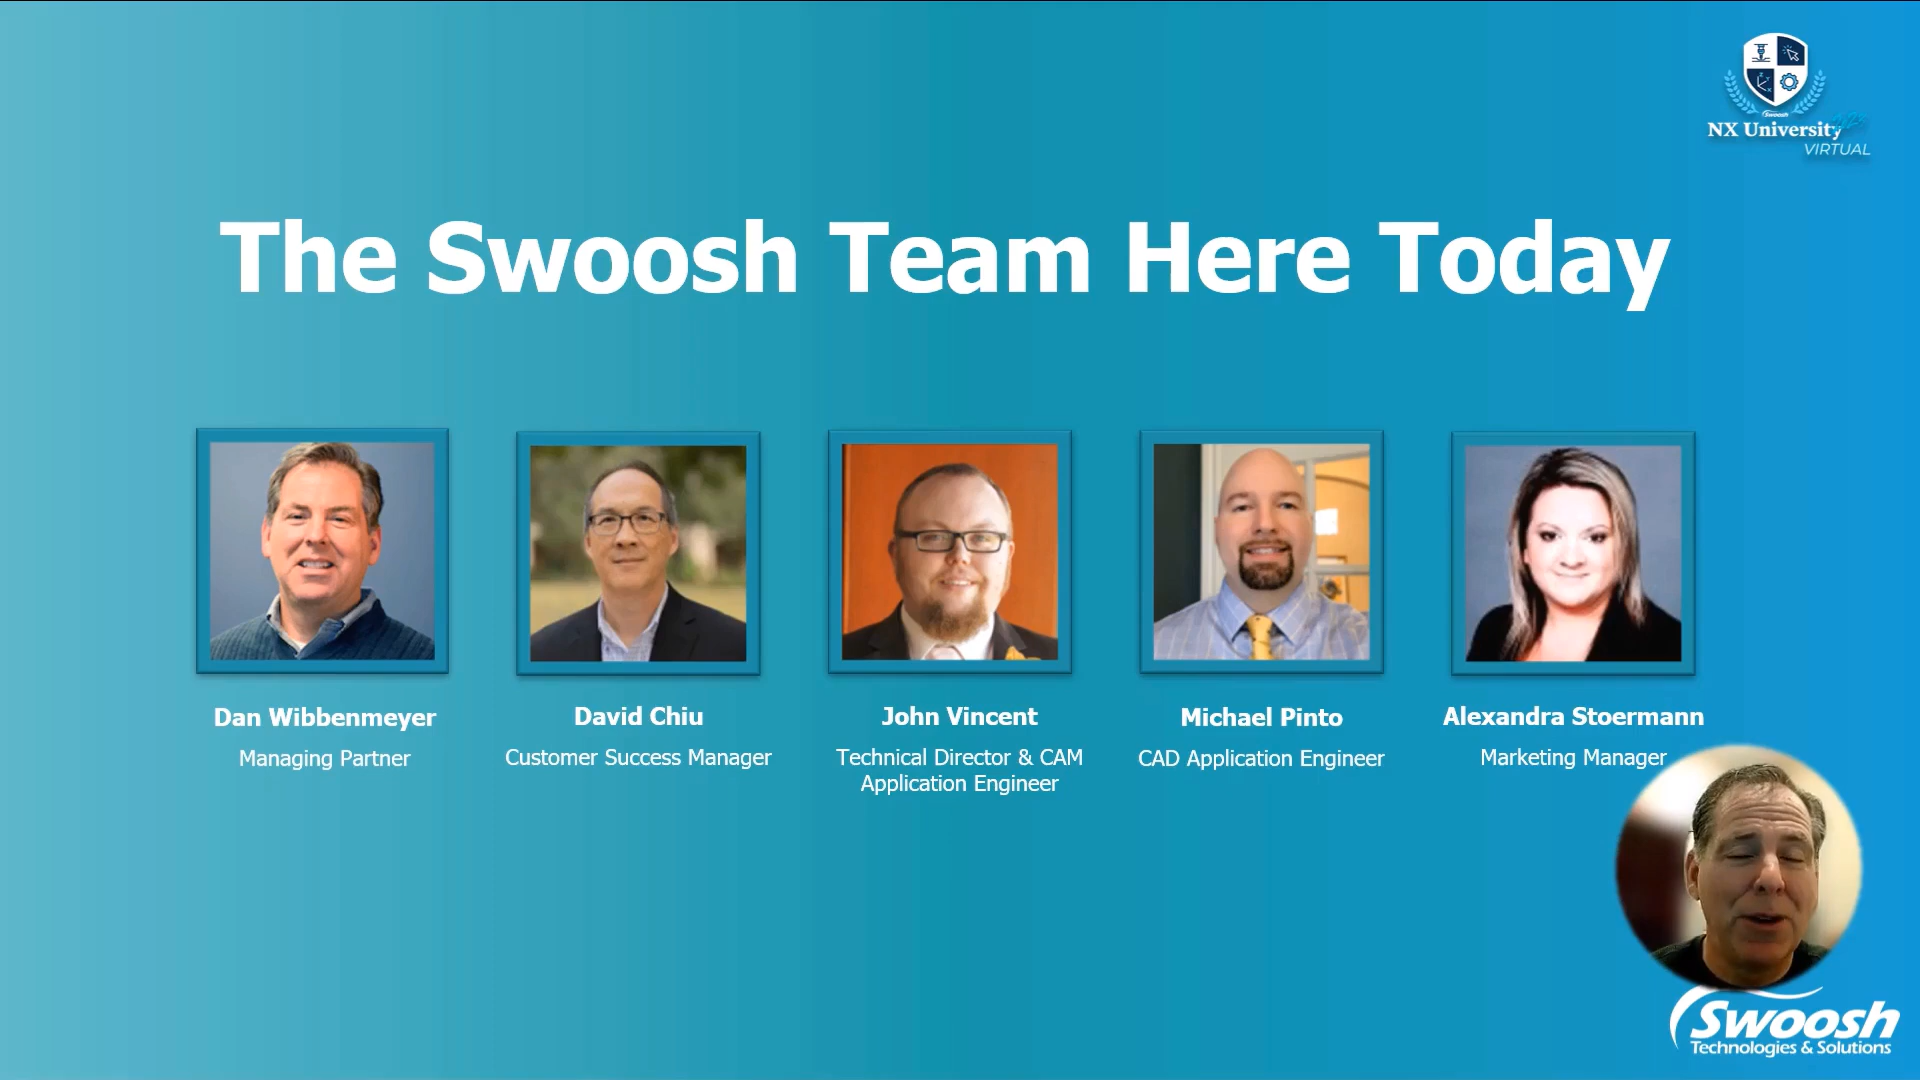 Swoosh
NX University
VIRTUAL
The Swoosh Team Here Today
Dan Wibbenmeyer
Managing Partner
David Chiu
Customer Success Manager
John Vincent
Technical Director & CAM
Application Engineer
Michael Pinto
CAD Application Engineer
Alexandra Stoermann
Marketing Manager
Swoosh
Technologies & Solutions